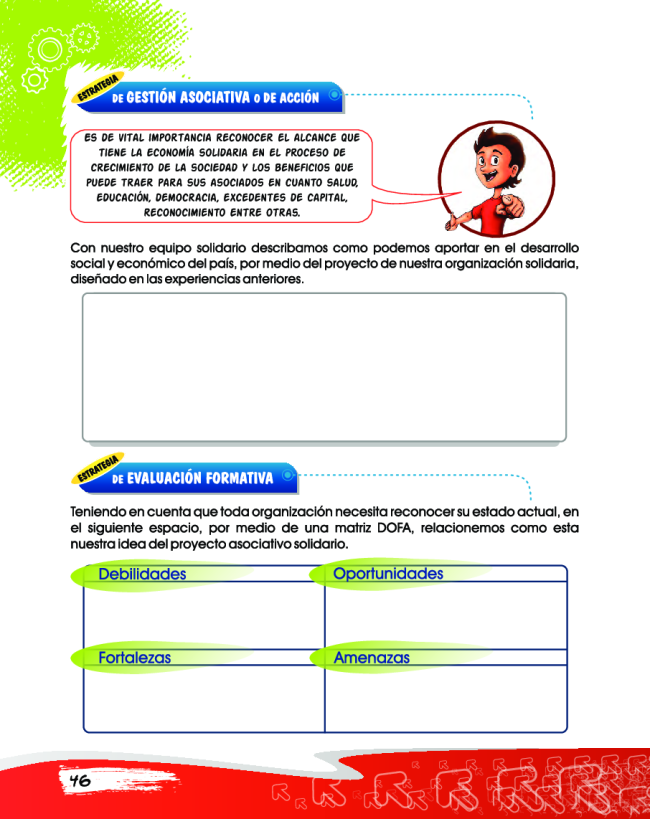 ESTRATEGIA
DE GESTIÓN ASOCIATIVA O DE ACCIÓN
ES DE VITAL IMPORTANCIA RECONOCER EL ALCANCE QUE
TIENE LA ECONOMÍA SOLIDARIA EN EL PROCESO DE
CRECIMIENTO DE LA SOCIEDAD Y LOS BENEFICIOS QUE
PUEDE TRAER PARA SUS ASOCIADOS EN CUANTO SALUD,
EDUCACIÓN, DEMOCRACIA, EXCEDENTES DE CAPITAL,
RECONOCIMIENTO ENTRE OTRAS.
Con nuestro equipo solidario describamos como podemos aportar en el desarrollo
social y económico del país, por medio del proyecto de nuestra organización solidaria,
diseñado en las experiencias anteriores.
ESTRATEGIA
DE EVALUACIÓN FORMATIVA
Teniendo en cuenta que toda organización necesita reconocer su estado actual, en
el siguiente espacio, por medio de una matriz DOFA, relacionemos como esta
nuestra idea del proyecto asociativo solidario.
Debilidades
Oportunidades
Fortalezas
Amenazas
46